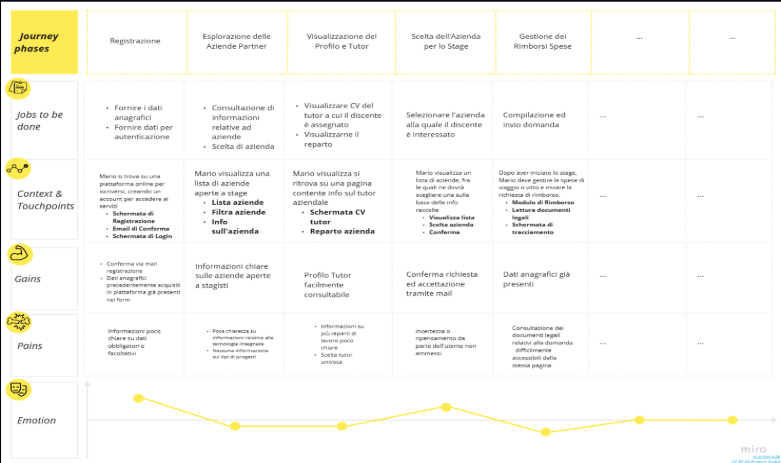 Journey
phases
Registrazione
Esplorazione delle
Aziende Partner
Visualizzazione del
Profilo e Tutor
Scelta dell'Azienda
per lo Stage
Gestione dei
Rimborsi Spese
...
...
Jobs to be
done
• Fornire i dati
anagrafici
• Fornire dati per
autenticazione
• Consultazione di
informazioni
relative ad
aziende
• Scelta di azienda
• Visualizzare CV del
tutor a cui il discente
è assegnato
• Visualizzarne il
reparto
Selezionare l'azienda
alla quale il discente
è interessato
Compilazione ed
invio domanda
...
...
Context &
Touchpoints
Mario si trova su una
piattaforma online per
iscriversi, creando un
account per accedere ai
servizi
• Schermata di
Registrazione
• Email di Conferma
• Schermata di Login
Mario visualizza una
lista di aziende
aperte a stage
• Lista aziende
• Filtra aziende
• Info
sull'azienda
Mario visualizza si
ritrova su una pagina
contente info sul tutor
aziendale
• Schermata CV
tutor
• Reparto azienda
Mario visualizza un
lista di aziende, fra
le quali ne dovrà
scegliere una sulla
base delle info
raccolte
• Visualizza lista
• Scelta azienda
• Conferma
Dopo aver iniziato lo stage,
Mario deve gestire le spese di
viaggio o vitto e inviare la
richiesta di rimborso.
• Modulo di Rimborso
• Lettura documenti
legali
• Schermata di
tracciamento
...
...
Gains
• Conferma via mail
registrazione
• Dati anagrafici
precedentemente acquisiti
in piattaforma già presenti
nei form
Informazioni chiare
sulle aziende aperte
a stagisti
Profilo Tutor
facilmente
consultabile
Conferma richiesta
ed accettazione
tramite mail
Dati anagrafici già
presenti
...
...
Pains
Informazioni poco
chiare su dati
obbligatori e
facoltativi
• Poca chiarezza su
informazioni relative alle
tecnologie insegnate
• Nessuna informazione
sui tipi di progetti
• Informazioni su
più reparti di
lavoro poco
chiare
• Scelta tutor
univoca
Incertezza o
ripensamento da
parte dell'utente non
ammessi
Consultazione dei
documenti legali
relativi alla domanda
difficilmente
accessibili dalla
stessa pagina
...
...
Emotion
miro